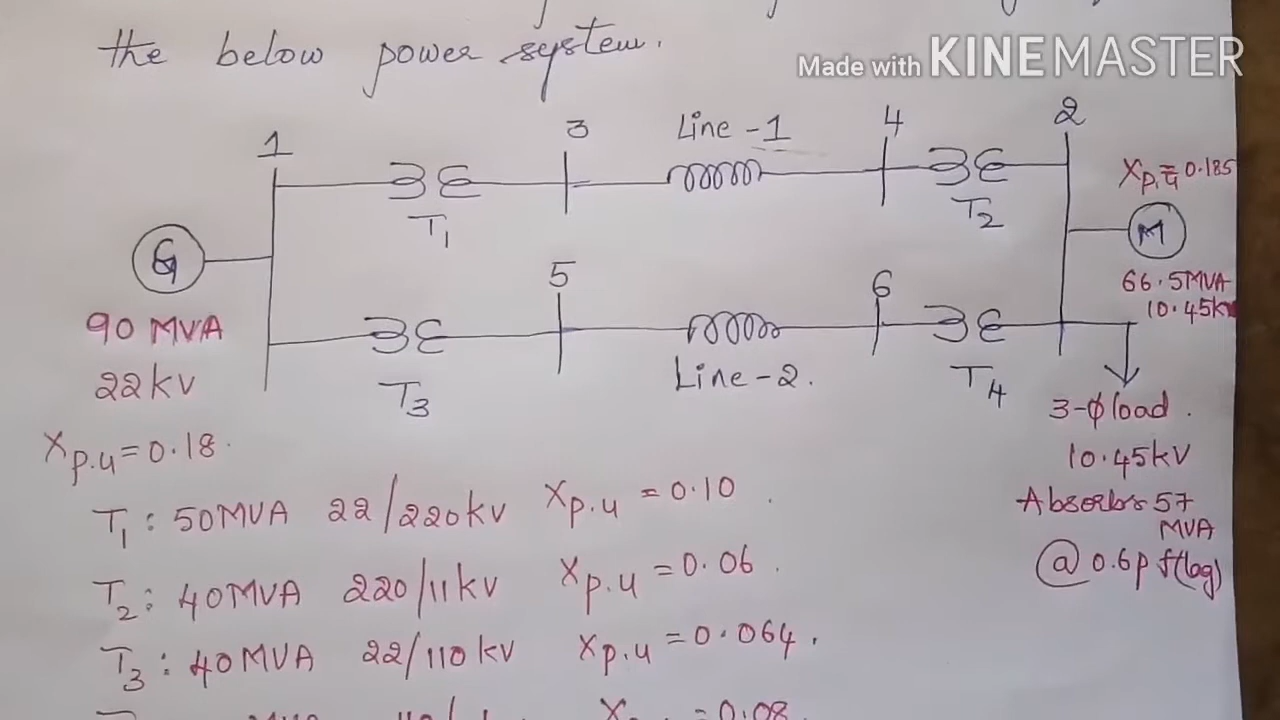 the below power system.
Made with KINEMASTER
1
3
Line -1
4
2
T1
T2
Xp.u = 0.185
G
M
5
6
66.5MVA
10.45kV
90 MVA
22kV
T3
Line-2.
T4
3-φ load.
10.45kV
Absorbs 57
MVA
@ 0.6pf(lag)
Xp.u = 0.18.
T1: 50MVA 22/220kV Xp.u = 0.10.
T2: 40MVA 220/11kV Xp.u = 0.06.
T3: 40MVA 22/110kV Xp.u = 0.064.
= 0.08